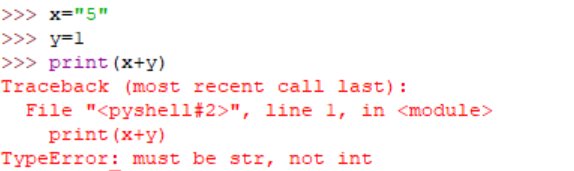 >>> x="5"
>>> y=1
>>> print(x+y)
Traceback (most recent call last):
  File "<pyshell#2>", line 1, in <module>
    print(x+y)
TypeError: must be str, not int